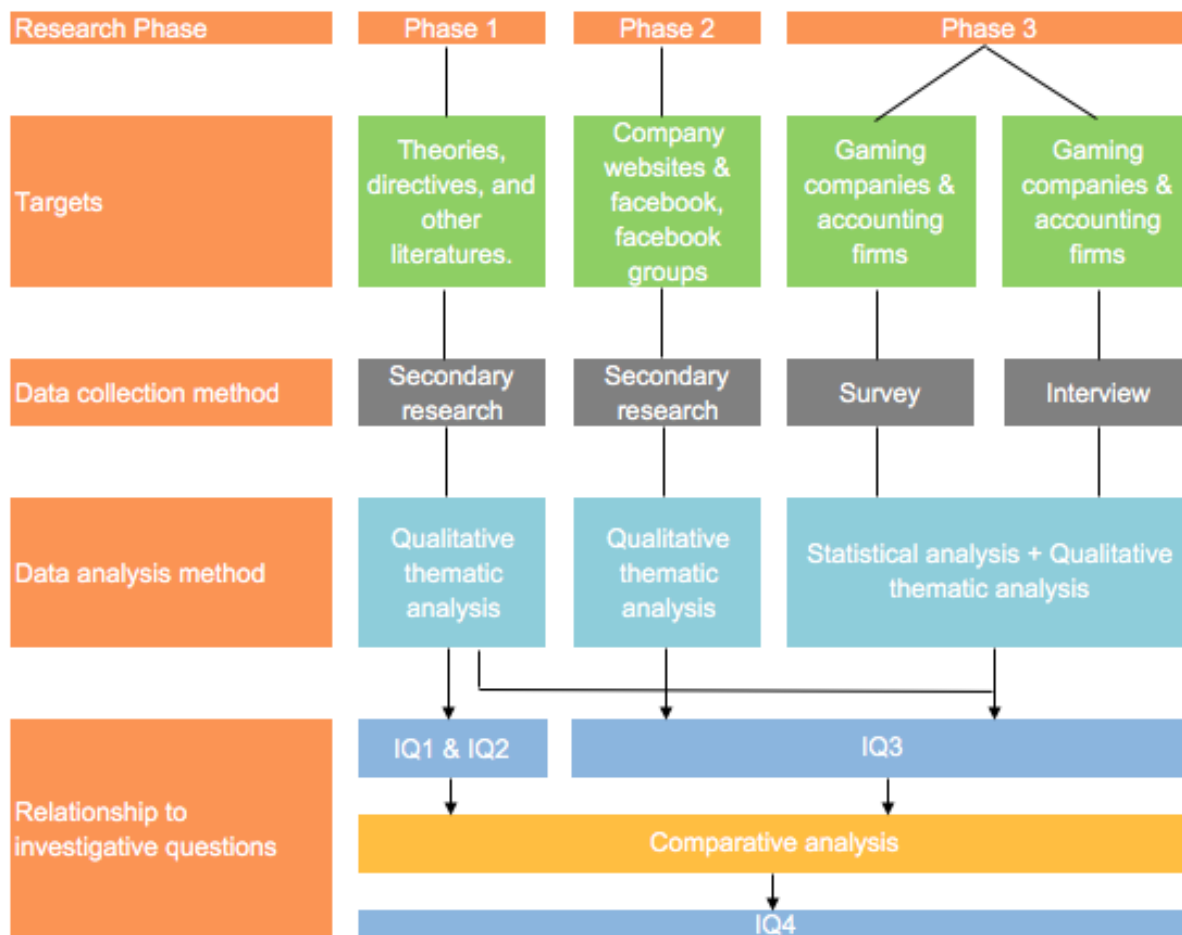 Research Phase
Phase 1
Phase 2
Phase 3
Targets
Theories,
directives, and
other
literatures.
Company
websites &
facebook,
facebook
groups
Gaming
companies &
accounting
firms
Gaming
companies &
accounting
firms
Data collection method
Secondary
research
Secondary
research
Survey
Interview
Data analysis method
Qualitative
thematic
analysis
Qualitative
thematic
analysis
Statistical analysis + Qualitative
thematic analysis
Relationship to
investigative questions
IQ1 & IQ2
IQ3
Comparative analysis
IQ4